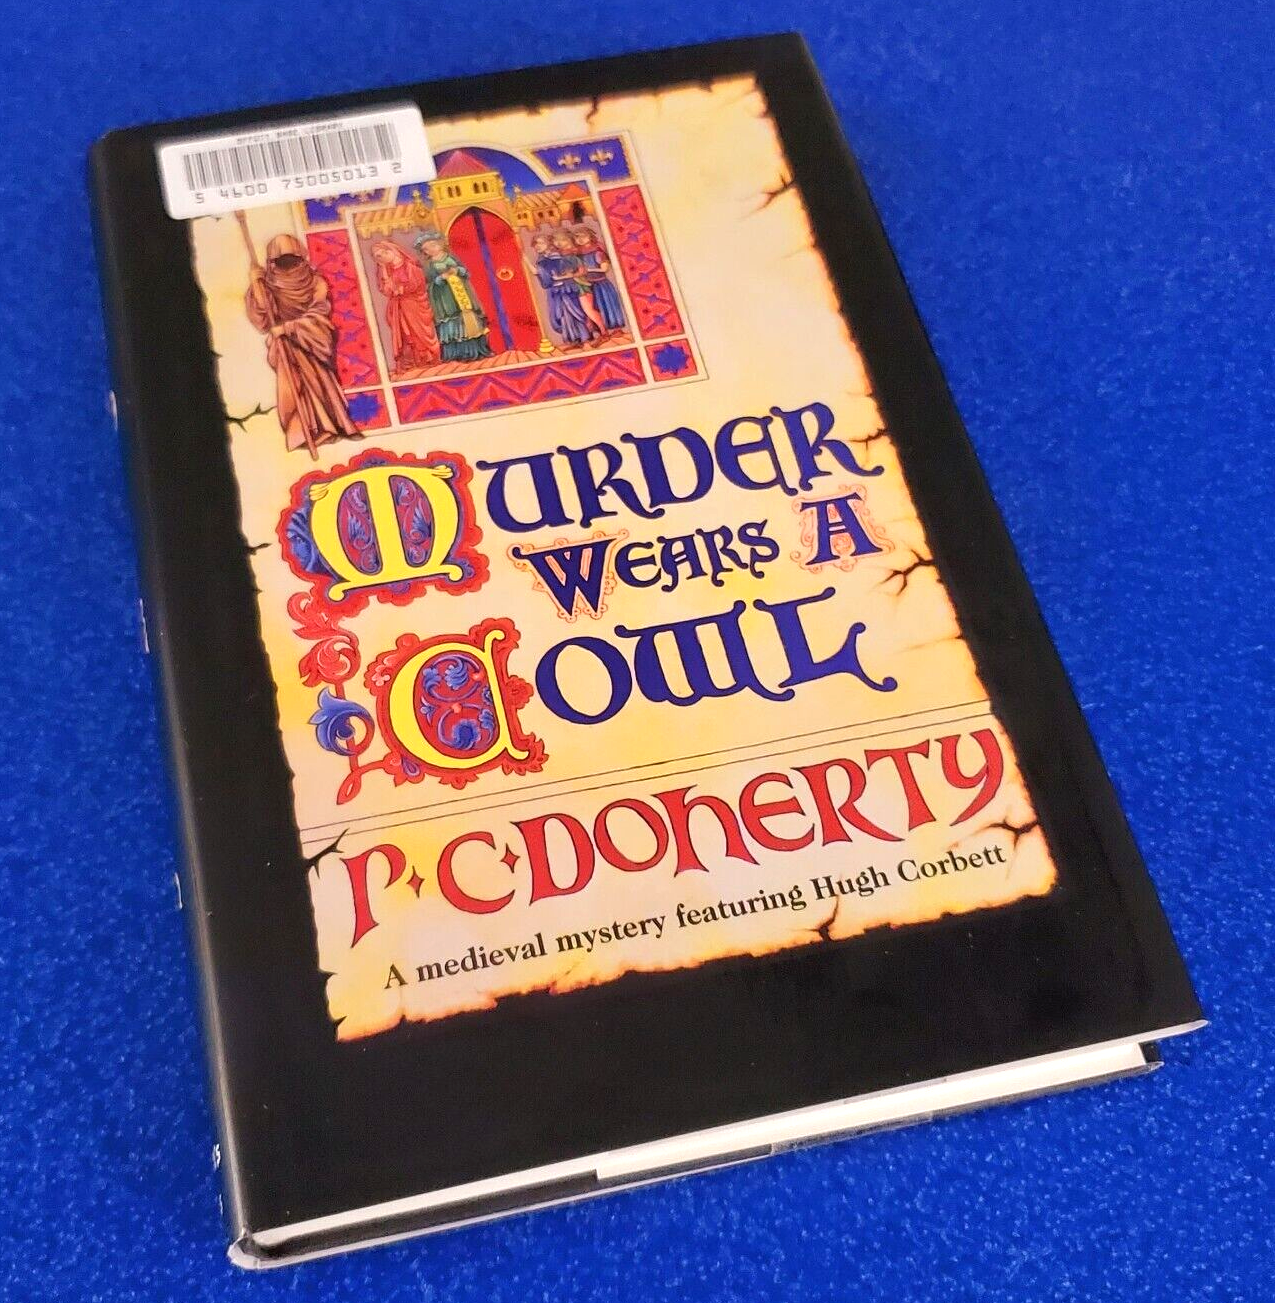 5 4600 75005013 2
MURDER
WEARS A
COWL
P·C·DOHERTY
A medieval mystery featuring Hugh Corbett